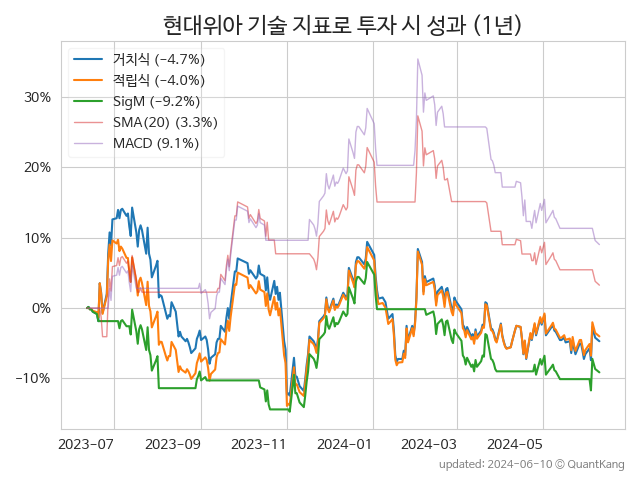 현대위아 기술 지표로 투자 시 성과 (1년)
거치식 (−4.7%)
적립식 (−4.0%)
SigM (−9.2%)
SMA(20) (3.3%)
MACD (9.1%)
30%
20%
10%
0%
−10%
2023-07 2023-09 2023-11 2024-01 2024-03 2024-05
updated: 2024-06-10 © QuantKang